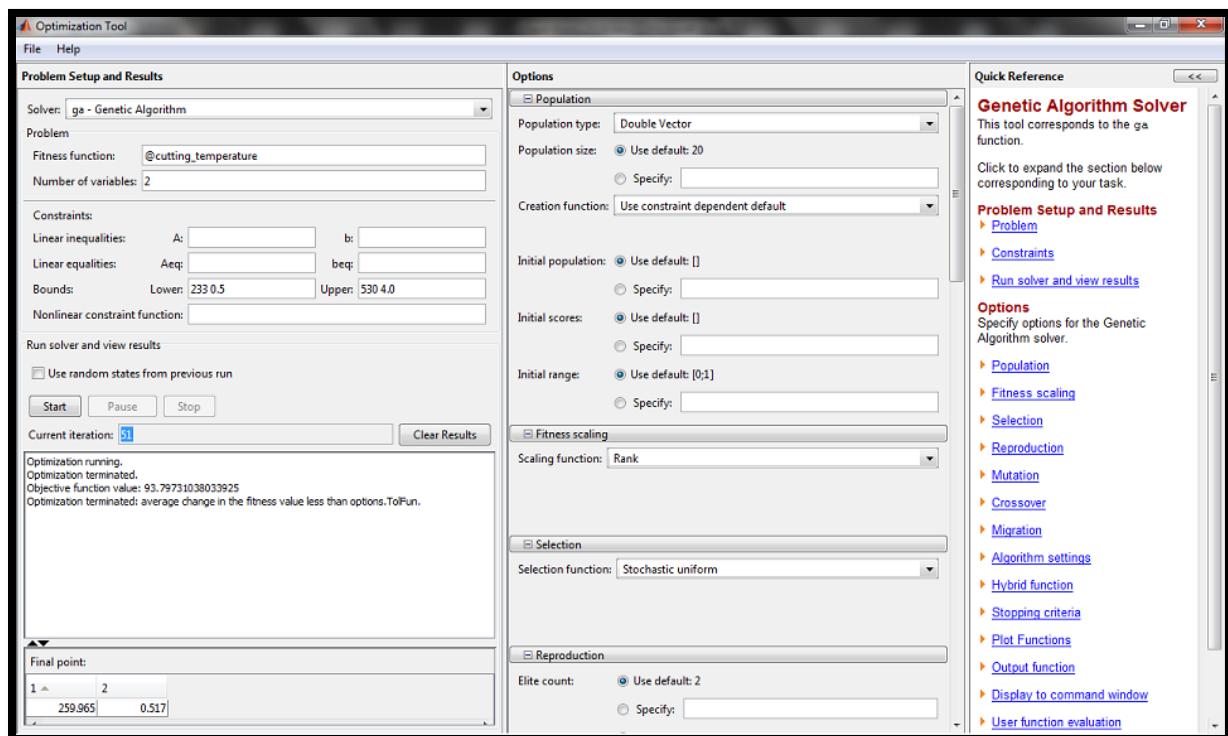 Optimization Tool
File Help
Problem Setup and Results
Solver: ga - Genetic Algorithm
Problem
Fitness function: @cutting_temperature
Number of variables: 2
Constraints:
Linear inequalities: A: b:
Linear equalities: Aeq: beq:
Bounds: Lower: 233 0.5 Upper: 530 4.0
Nonlinear constraint function:
Run solver and view results
Use random states from previous run
Start Pause Stop
Current iteration: 51 Clear Results
Optimization running.
Optimization terminated.
Objective function value: 93.79731038033925
Optimization terminated: average change in the fitness value less than options.TolFun.
Final point:
1 2
259.965 0.517
Options
Population
Population type: Double Vector
Population size: Use default: 20
Specify:
Creation function: Use constraint dependent default
Initial population: Use default: []
Specify:
Initial scores: Use default: []
Specify:
Initial range: Use default: [0;1]
Specify:
Fitness scaling
Scaling function: Rank
Selection
Selection function: Stochastic uniform
Reproduction
Elite count: Use default: 2
Specify:
Quick Reference <<
Genetic Algorithm Solver
This tool corresponds to the ga
function.
Click to expand the section below
corresponding to your task.
Problem Setup and Results
Problem
Constraints
Run solver and view results
Options
Specify options for the Genetic
Algorithm solver.
Population
Fitness scaling
Selection
Reproduction
Mutation
Crossover
Migration
Algorithm settings
Hybrid function
Stopping criteria
Plot Functions
Output function
Display to command window
User function evaluation